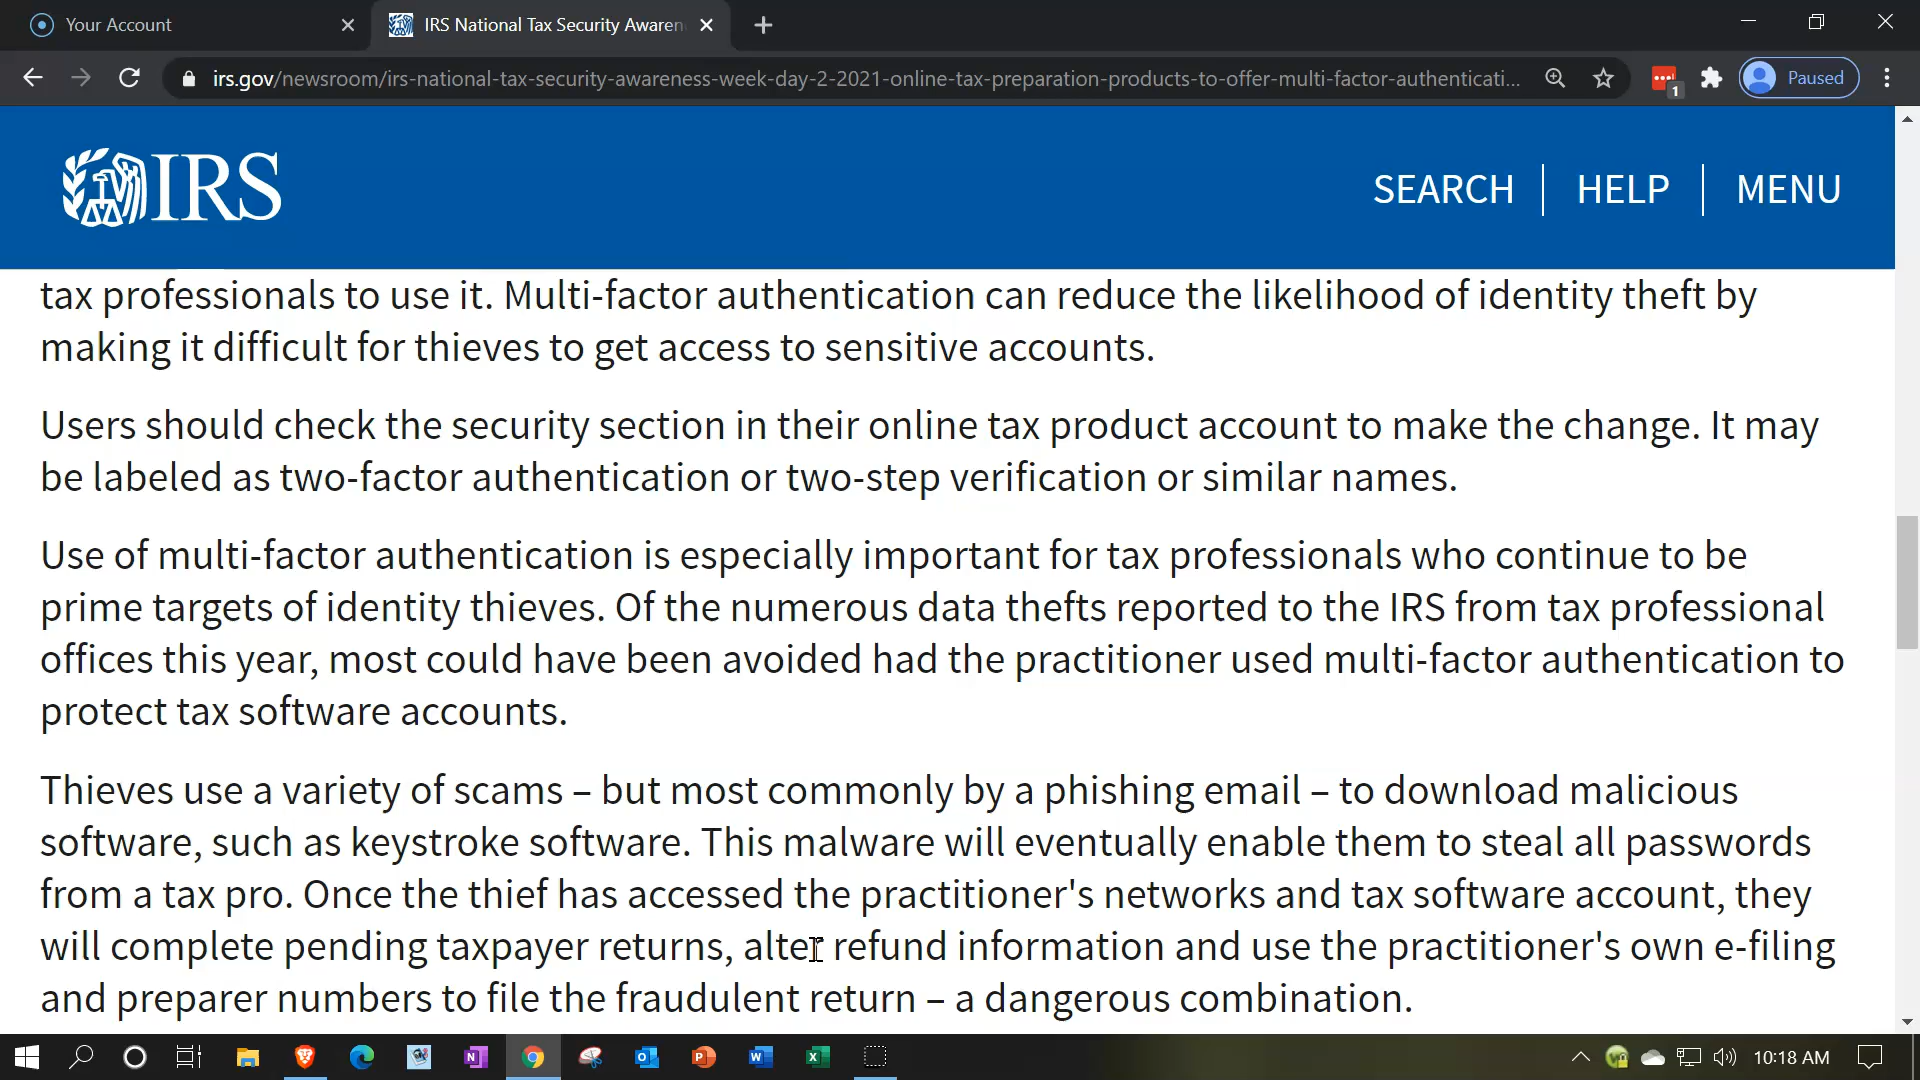 Your Account
IRS National Tax Security Awaren
irs.gov/newsroom/irs-national-tax-security-awareness-week-day-2-2021-online-tax-preparation-products-to-offer-multi-factor-authenticati...
1
Paused
IRS
SEARCH
HELP
MENU
tax professionals to use it. Multi-factor authentication can reduce the likelihood of identity theft by
making it difficult for thieves to get access to sensitive accounts.
Users should check the security section in their online tax product account to make the change. It may
be labeled as two-factor authentication or two-step verification or similar names.
Use of multi-factor authentication is especially important for tax professionals who continue to be
prime targets of identity thieves. Of the numerous data thefts reported to the IRS from tax professional
offices this year, most could have been avoided had the practitioner used multi-factor authentication to
protect tax software accounts.
Thieves use a variety of scams – but most commonly by a phishing email – to download malicious
software, such as keystroke software. This malware will eventually enable them to steal all passwords
from a tax pro. Once the thief has accessed the practitioner's networks and tax software account, they
will complete pending taxpayer returns, alter refund information and use the practitioner's own e-filing
and preparer numbers to file the fraudulent return – a dangerous combination.
10:18 AM